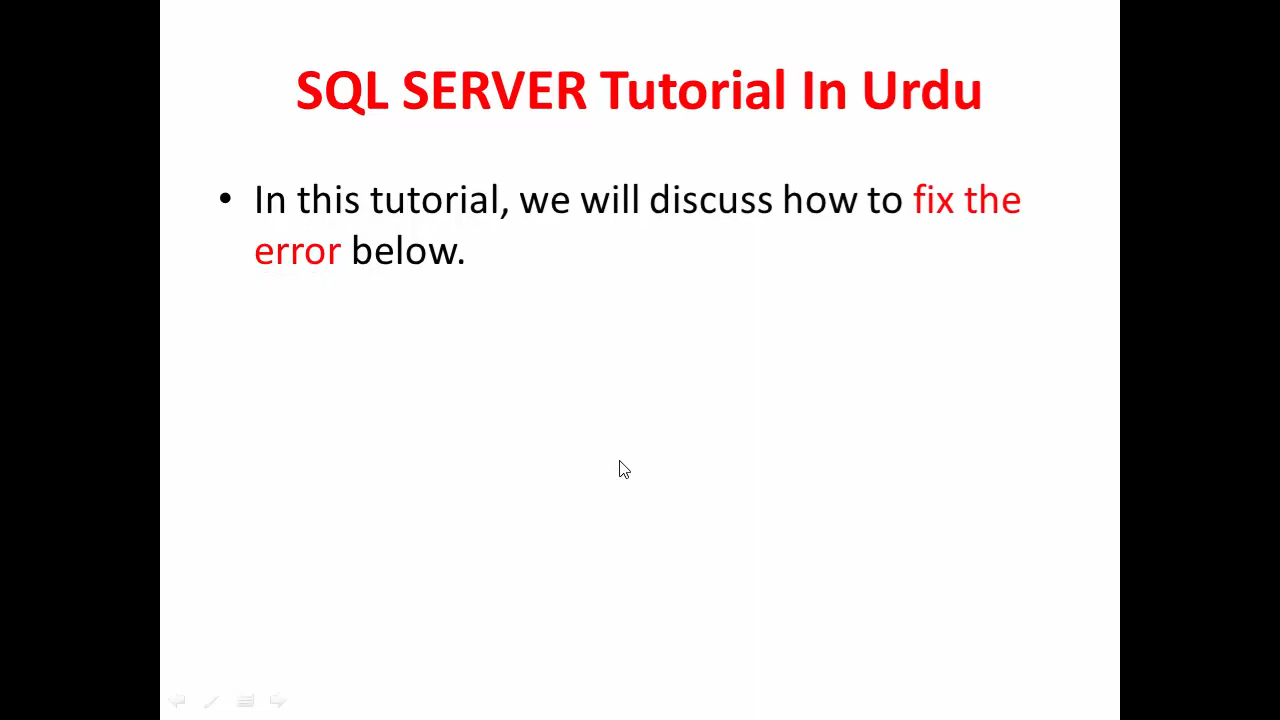 SQL SERVER Tutorial In Urdu
• In this tutorial, we will discuss how to fix the
error below.